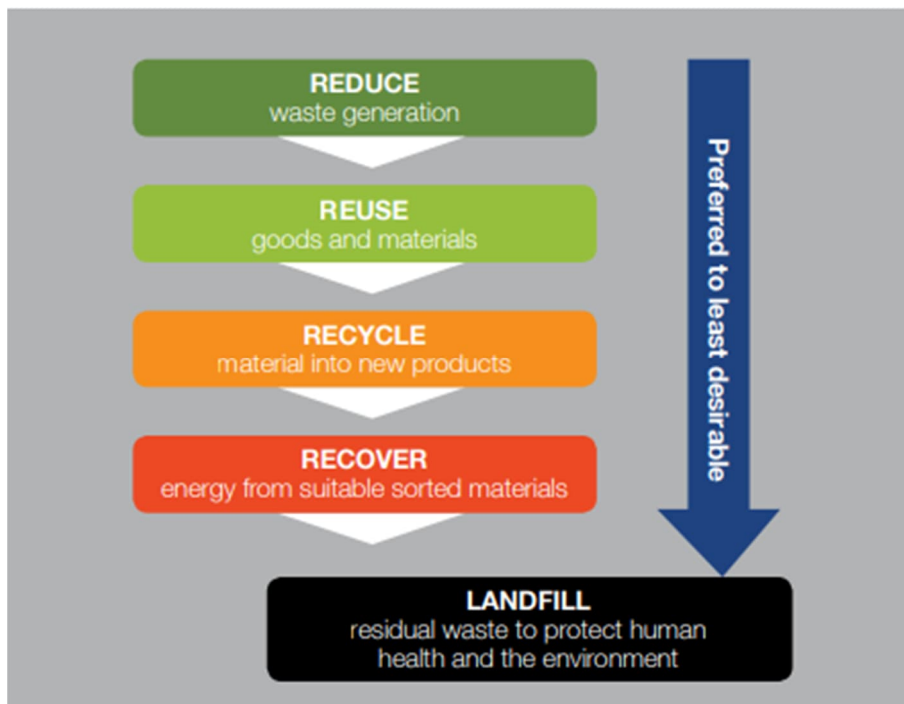 REDUCE
waste generation
REUSE
goods and materials
RECYCLE
material into new products
RECOVER
energy from suitable sorted materials
LANDFILL
residual waste to protect human
health and the environment
Preferred to least desirable